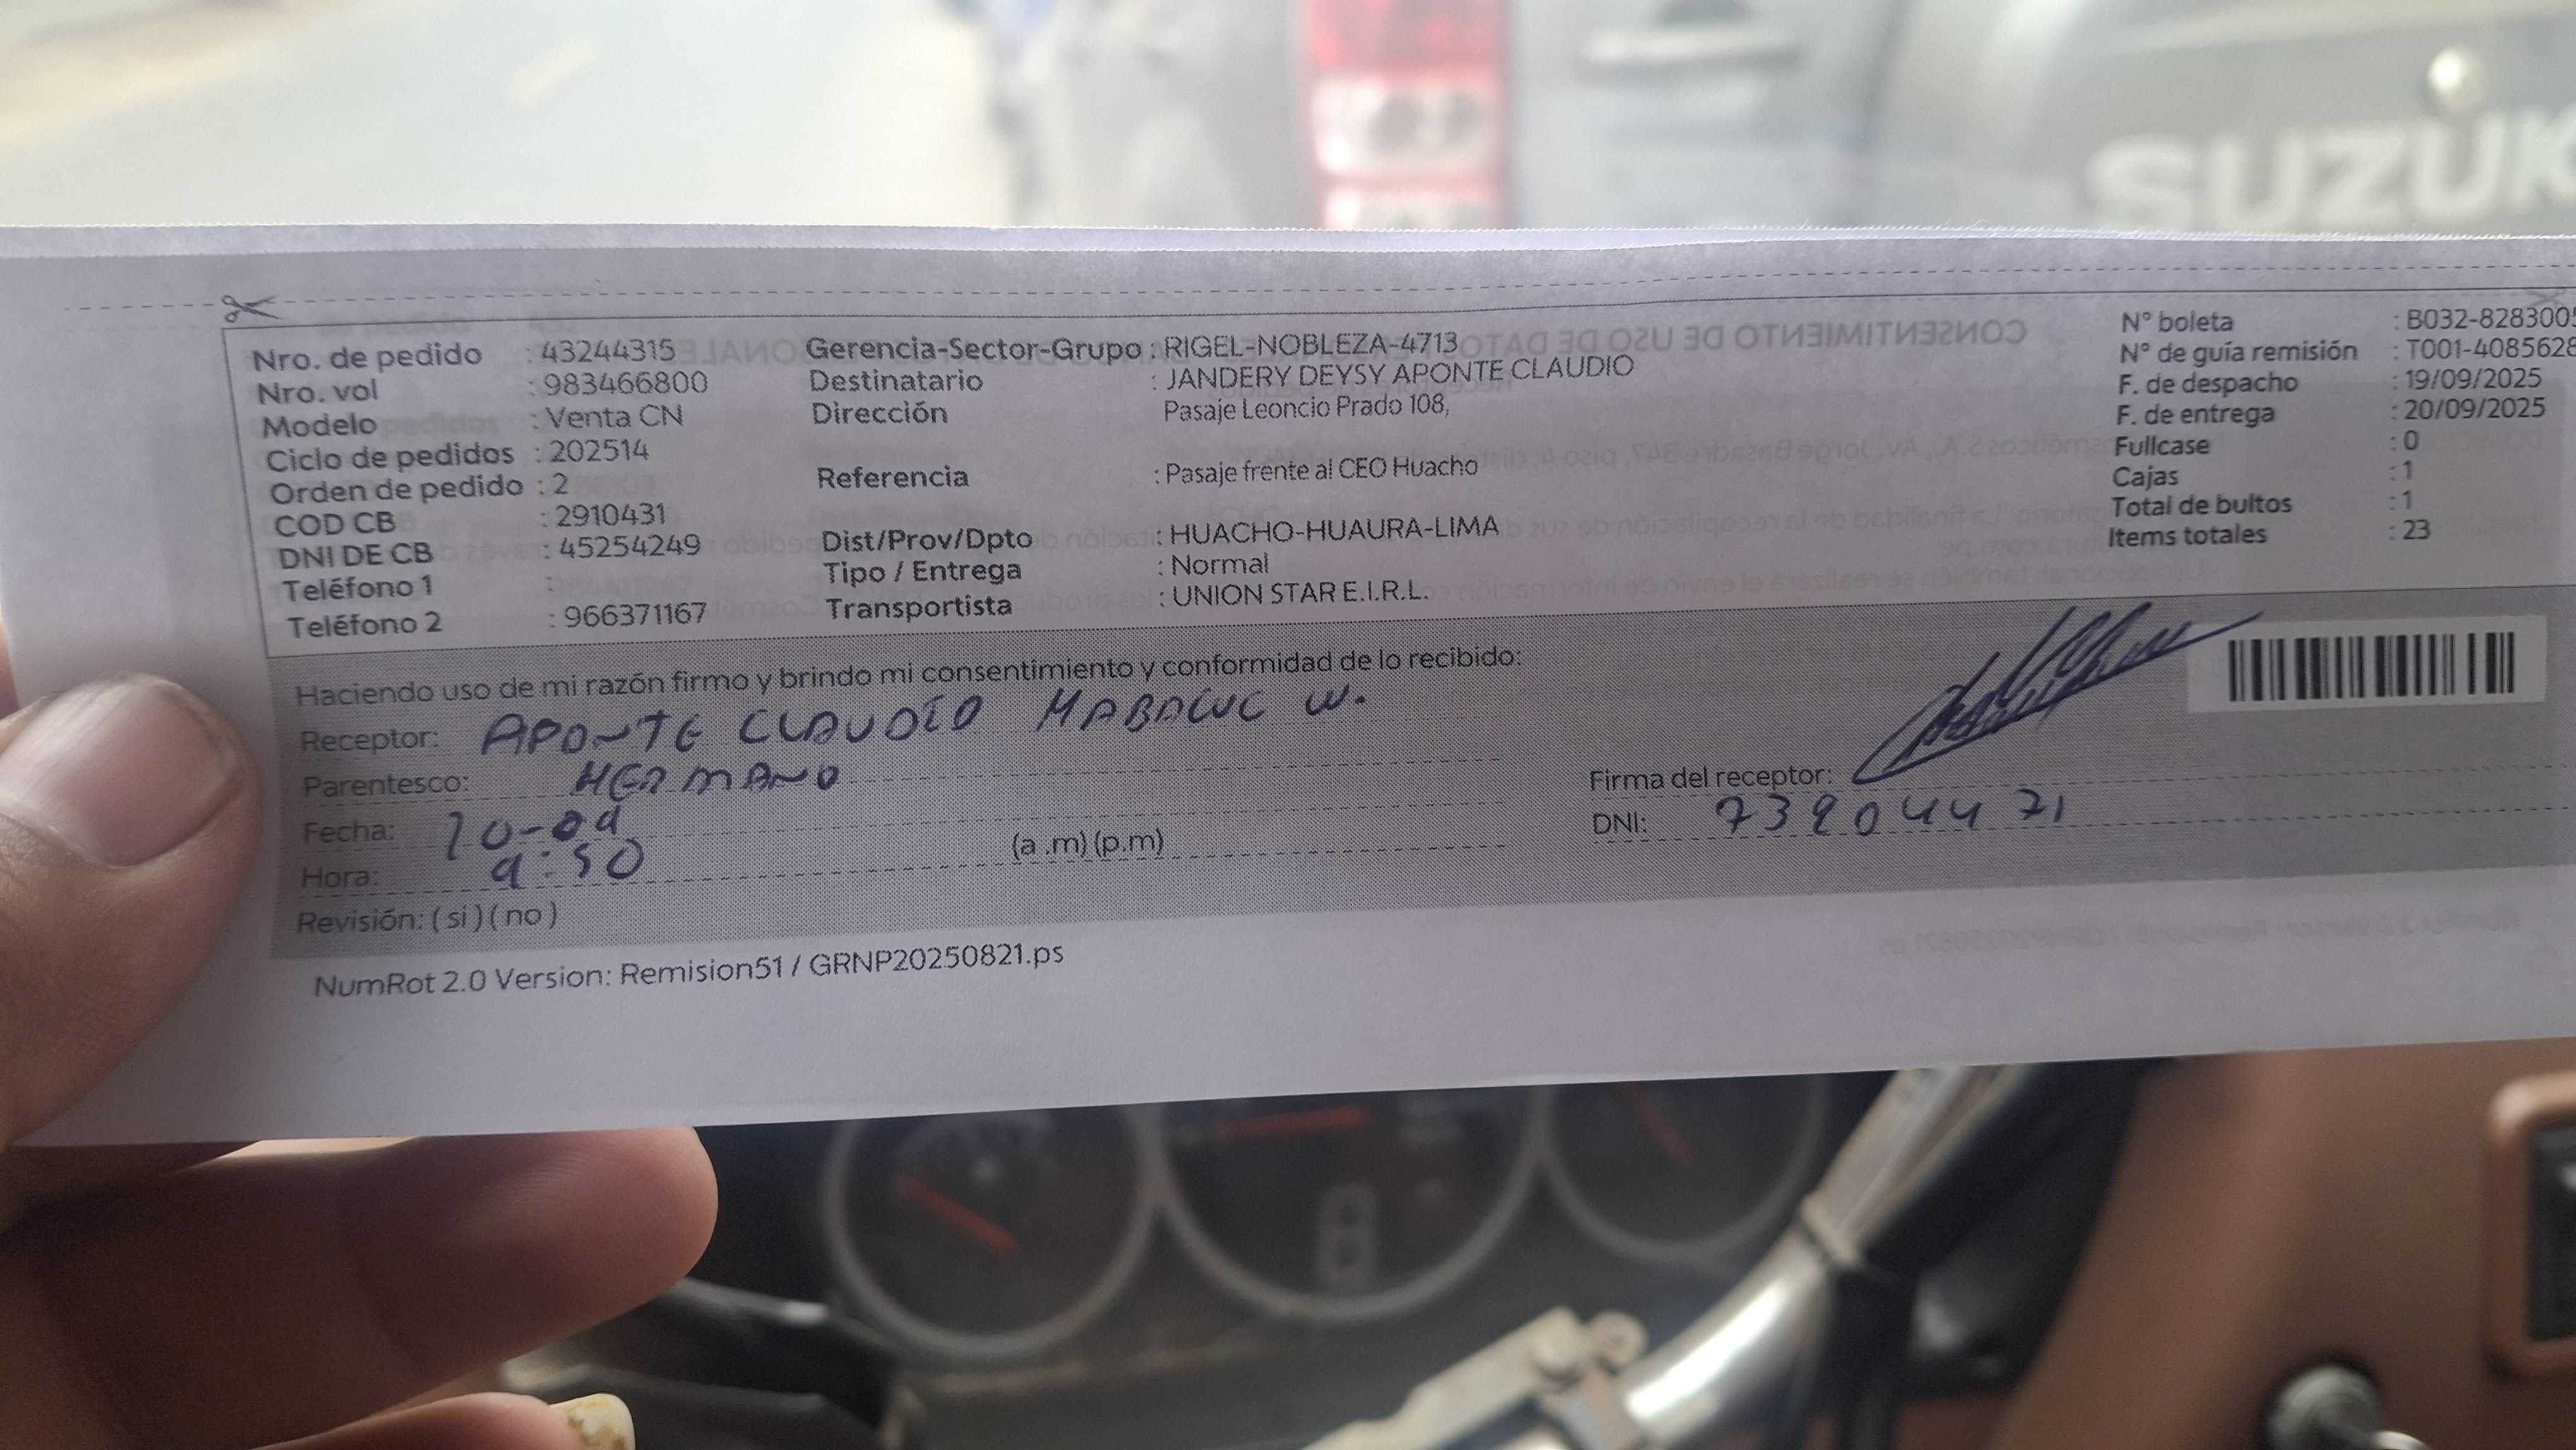 SUZUK
Nro. de pedido : 43244315
Nro. vol : 983466800
Modelo : Venta CN
Ciclo de pedidos : 202514
Orden de pedido : 2
COD CB : 2910431
DNI DE CB : 45254249
Teléfono 1 :
Teléfono 2 : 966371167
Gerencia-Sector-Grupo : RIGEL-NOBLEZA-4713
Destinatario : JANDERY DEYSY APONTE CLAUDIO
Dirección Pasaje Leoncio Prado 108,
Referencia : Pasaje frente al CEO Huacho
Dist/Prov/Dpto : HUACHO-HUAURA-LIMA
Tipo / Entrega : Normal
Transportista : UNION STAR E.I.R.L.
N° boleta : B032-8283005
N° de guía remisión : T001-4085628
F. de despacho : 19/09/2025
F. de entrega : 20/09/2025
Fullcase : 0
Cajas : 1
Total de bultos : 1
Items totales : 23
Haciendo uso de mi razón firmo y brindo mi consentimiento y conformidad de lo recibido:
Receptor: APONTE CLAUDIO W.
Parentesco: HERMANO
Fecha: 20-09
Hora: 9:50 (a .m) (p.m)
Revisión: ( si ) ( no )
Firma del receptor:
DNI: 73904471
NumRot 2.0 Version: Remision51 / GRNP20250821.ps